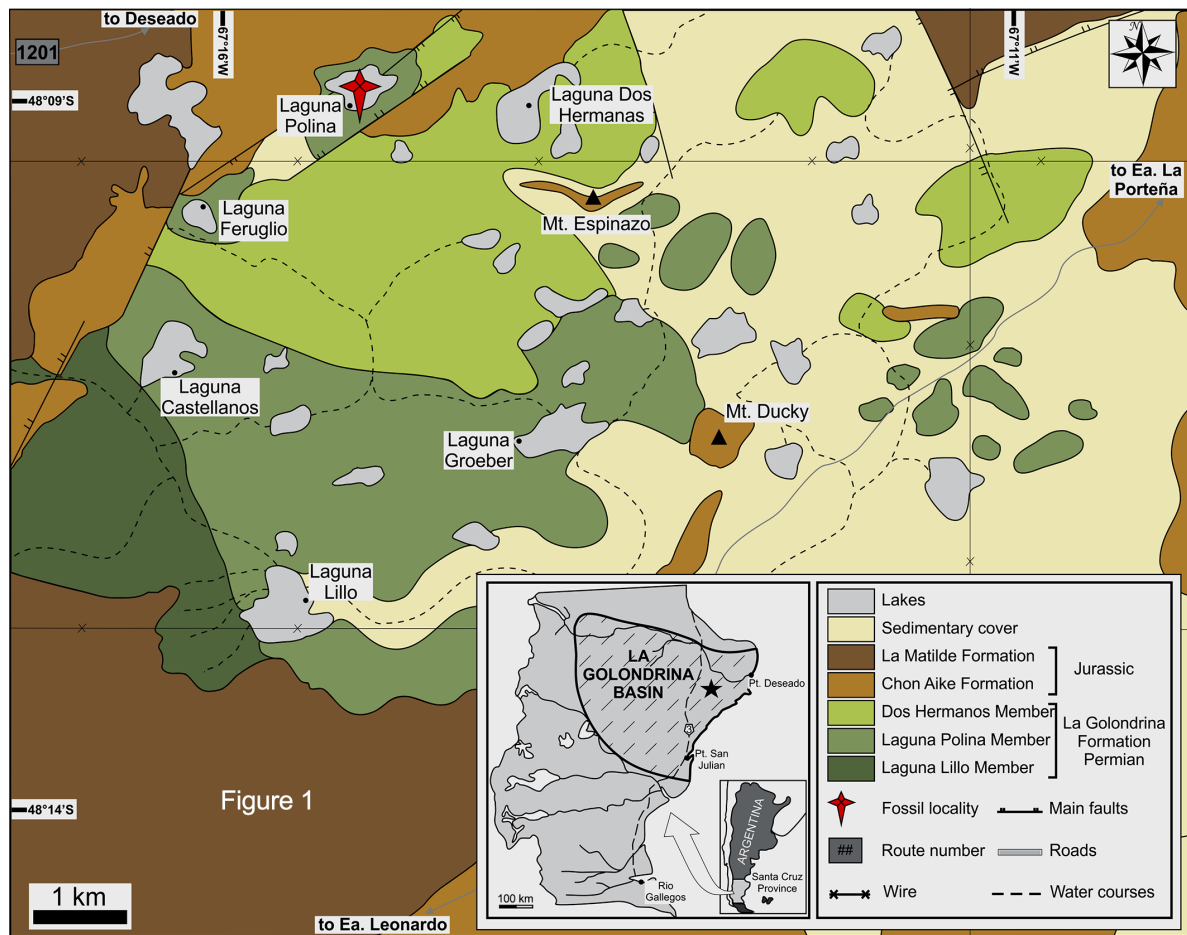 to Deseado
1201
67°16'W
67°11'W
N
48°09'S
Laguna
Polina
Laguna Dos
Hermanas
to Ea. La
Porteña
Laguna
Feruglio
Mt. Espinazo
Laguna
Castellanos
Mt. Ducky
Laguna
Groeber
Laguna
Lillo
48°14'S
Figure 1
1 km
to Ea. Leonardo
LA
GOLONDRINA
BASIN
Pt. Deseado
3
Pt. San
Julian
Rio
Gallegos
100 km
ARGENTINA
Santa Cruz
Province
Lakes
Sedimentary cover
La Matilde Formation
Chon Aike Formation
Jurassic
Dos Hermanos Member
Laguna Polina Member
Laguna Lillo Member
La Golondrina
Formation
Permian
Fossil locality
Main faults
##
Route number
Roads
Wire
Water courses